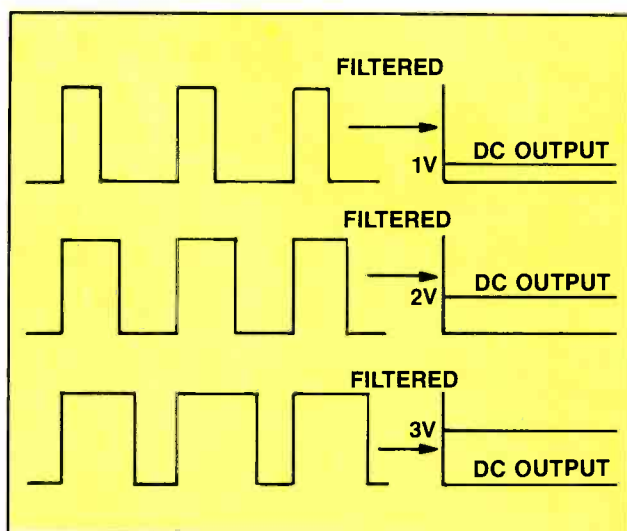 FILTERED
DC OUTPUT
1V
FILTERED
DC OUTPUT
2V
FILTERED
3V
DC OUTPUT